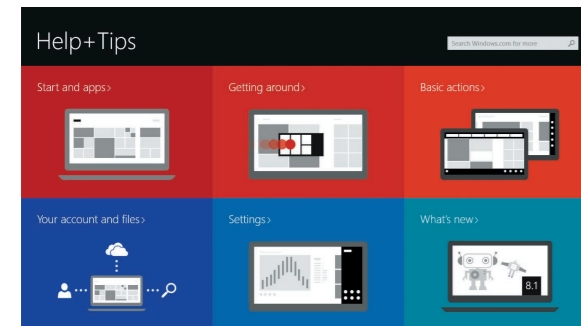 Help+Tips
Search Windows.com for more
Start and apps›
Getting around›
Basic actions›
Your account and files›
Settings›
What's new›
8.1